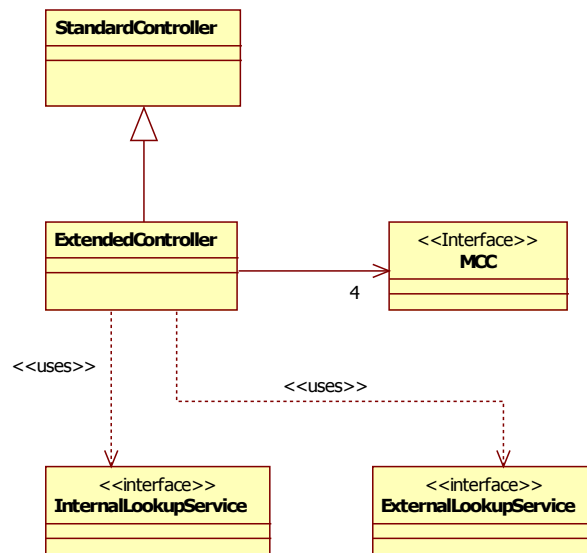 StandardController
ExtendedController
<<Interface>>
MCC
4
<<uses>>
<<uses>>
<<interface>>
InternalLookupService
<<interface>>
ExternalLookupService